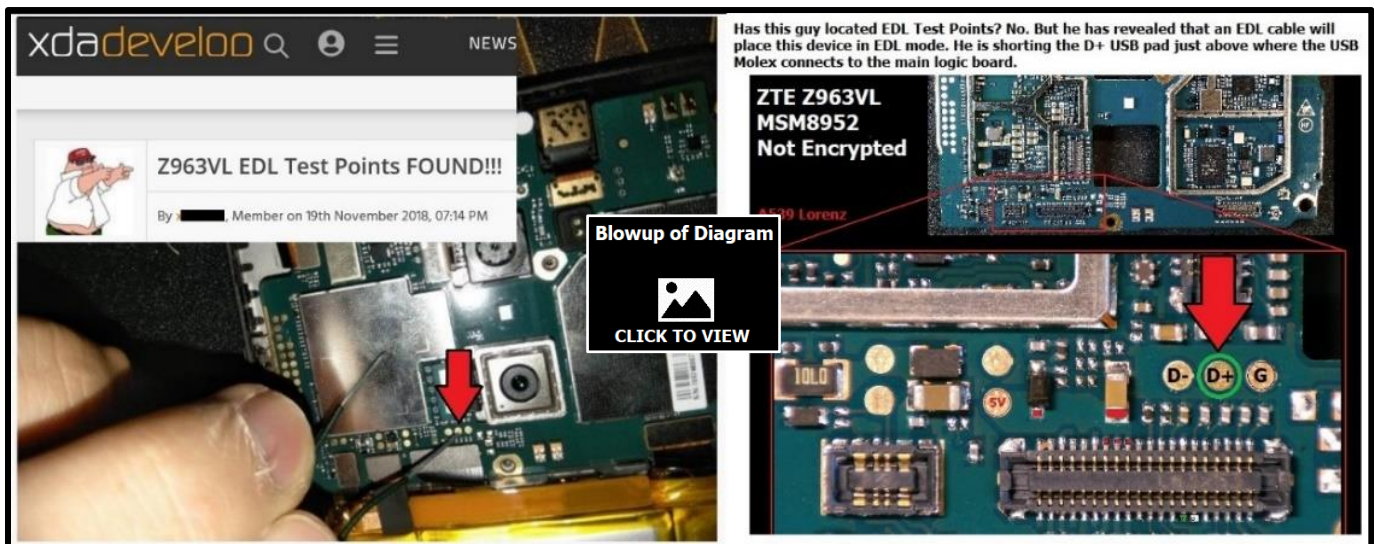 xdadevelop
NEWS
Z963VL EDL Test Points FOUND!!!
By
, Member on 19th November 2018, 07:14 PM
Has this guy located EDL Test Points? No. But he has revealed that an EDL cable will
place this device in EDL mode. He is shorting the D+ USB pad just above where the USB
Molex connects to the main logic board.
ZTE Z963VL
MSM8952
Not Encrypted
A539 Lorenz
HF
Blowup of Diagram
CLICK TO VIEW
10L0
5V
D- D+ G